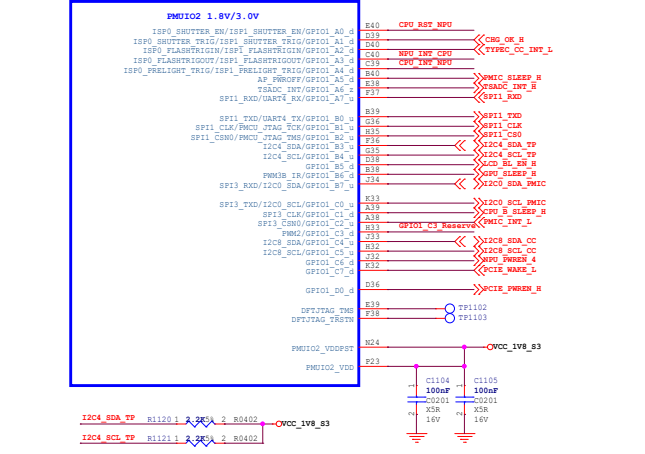 PMUIO2 1.8V/3.0V
ISP0_SHUTTER_EN/ISP1_SHUTTER_EN/GPIO1_A0_d E40 CPU_RST_NPU
ISP0_SHUTTER_TRIG/ISP1_SHUTTER_TRIG/GPIO1_A1_d D39 CHG_OK_H
ISP0_FLASHTRIGIN/ISP1_FLASHTRIGIN/GPIO1_A2_d D40 TYPEC_CC_INT_L
ISP0_FLASHTRIGOUT/ISP1_FLASHTRIGOUT/GPIO1_A3_d C40 NPU_INT_CPU
ISP0_PRELIGHT_TRIG/ISP1_PRELIGHT_TRIG/GPIO1_A4_d C39 CPU_INT_NPU
AP_PWROFF/GPIO1_A5_d B40 PMIC_SLEEP_H
TSADC_INT/GPIO1_A6_z E38 TSADC_INT_H
SPI1_RXD/UART4_RX/GPIO1_A7_u F37 SPI1_RXD
SPI1_TXD/UART4_TX/GPIO1_B0_u B39 SPI1_TXD
SPI1_CLK/PMCU_JTAG_TCK/GPIO1_B1_u G36 SPI1_CLK
SPI1_CSN0/PMCU_JTAG_TMS/GPIO1_B2_u H35 SPI1_CS0
I2C4_SDA/GPIO1_B3_u F36 I2C4_SDA_TP
I2C4_SCL/GPIO1_B4_u G35 I2C4_SCL_TP
GPIO1_B5_d D38 LCD_BL_EN_H
PWM3B_IR/GPIO1_B6_d B38 GPU_SLEEP_H
SPI3_RXD/I2C0_SDA/GPIO1_B7_u J34 I2C0_SDA_PMIC
SPI3_TXD/I2C0_SCL/GPIO1_C0_u K33 I2C0_SCL_PMIC
SPI3_CLK/GPIO1_C1_d A39 CPU_B_SLEEP_H
SPI3_CSN0/GPIO1_C2_u A38 PMIC_INT_L
PWM2/GPIO1_C3_d H33 GPIO1_C3_Reserve
I2C8_SDA/GPIO1_C4_u J33 I2C8_SDA_CC
I2C8_SCL/GPIO1_C5_u H32 I2C8_SCL_CC
GPIO1_C6_d J32 NPU_PWREN_4
GPIO1_C7_d K32 PCIE_WAKE_L
GPIO1_D0_d D36 PCIE_PWREN_H
DFTJTAG_TMS E39 TP1102
DFTJTAG_TRSTN F38 TP1103
PMUIO2_VDDPST N24 VCC_1V8_S3
PMUIO2_VDD P23
C1104 C1105
1 100nF 1 100nF
C0201 C0201
2 X5R 2 X5R
16V 16V
I2C4_SDA_TP R1120 1 2.2K 5% 2 R0402 VCC_1V8_S3
I2C4_SCL_TP R1121 1 2.2K 5% 2 R0402